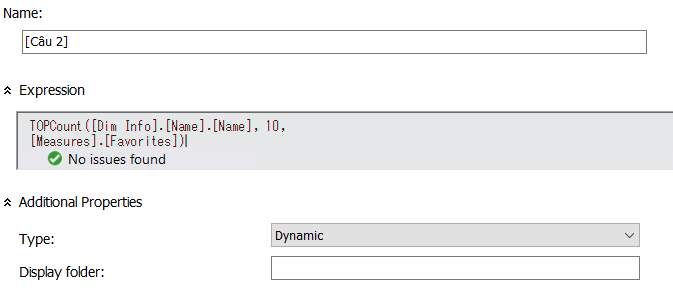 Name:
[Câu 2]
Expression
TOPCount([Dim Info].[Name].[Name], 10,
[Measures].[Favorites])
No issues found
Additional Properties
Type:
Dynamic
Display folder: